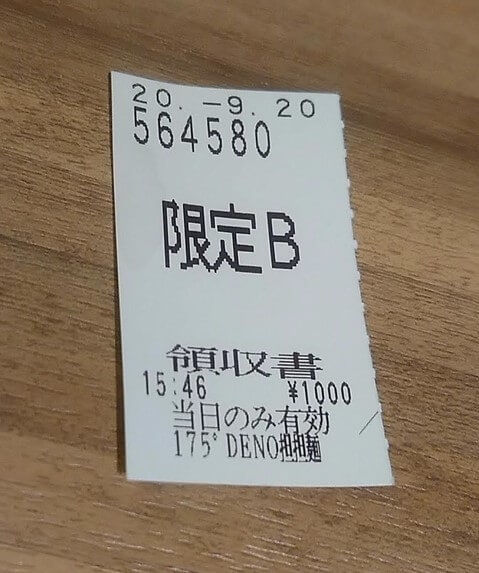 20. -9. 20
564580
限定B
領収書
15:46 ¥1000
当日のみ有効
175° DENO担担麺